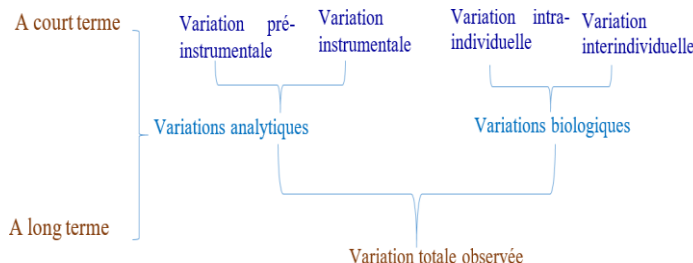 A court terme
Variation pré-
instrumentale
Variation
instrumentale
Variation intra-
individuelle
Variation
interindividuelle
Variations analytiques
Variations biologiques
A long terme
Variation totale observée